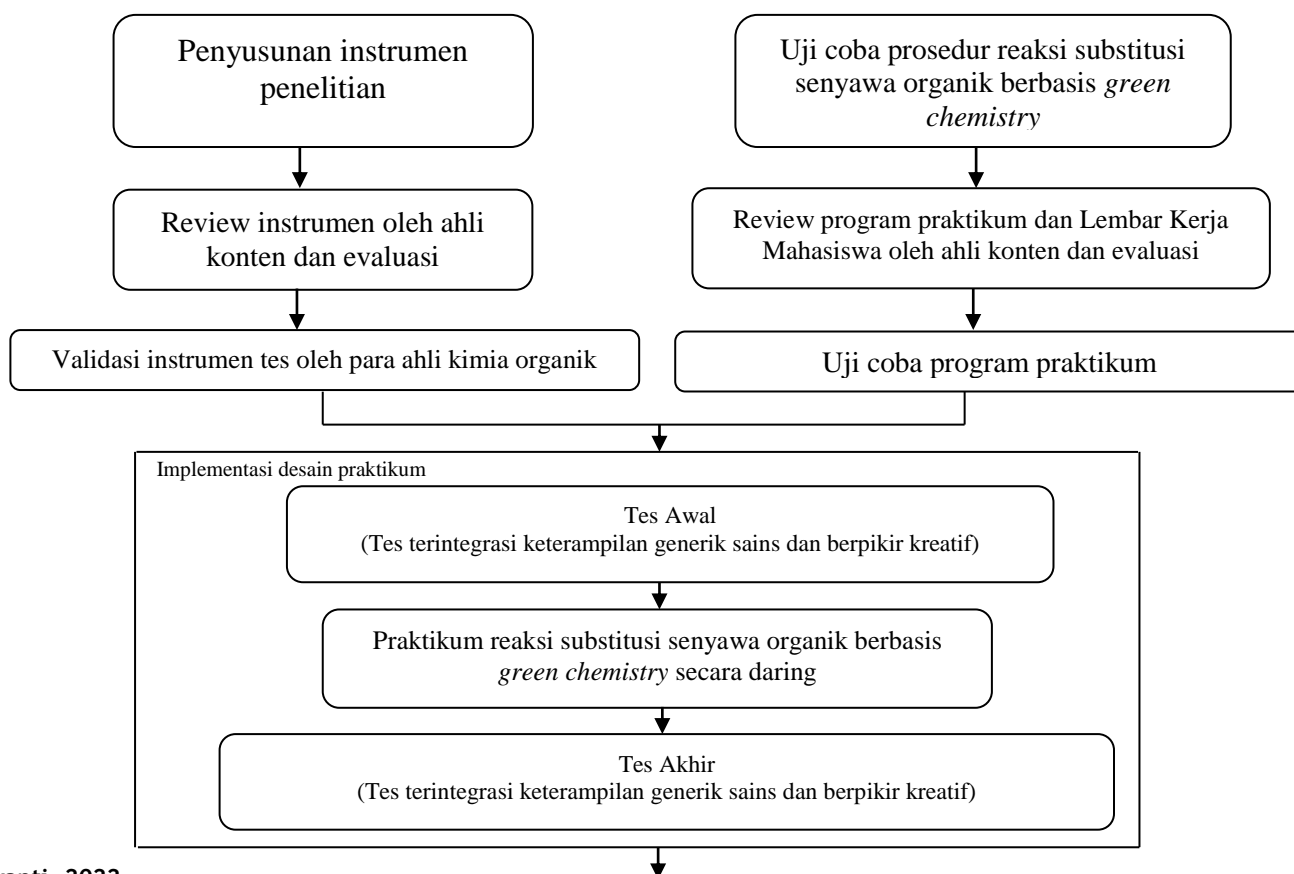 Penyusunan instrumen
penelitian
Uji coba prosedur reaksi substitusi
senyawa organik berbasis green
chemistry
Review instrumen oleh ahli
konten dan evaluasi
Review program praktikum dan Lembar Kerja
Mahasiswa oleh ahli konten dan evaluasi
Validasi instrumen tes oleh para ahli kimia organik
Uji coba program praktikum
Implementasi desain praktikum
Tes Awal
(Tes terintegrasi keterampilan generik sains dan berpikir kreatif)
Praktikum reaksi substitusi senyawa organik berbasis
green chemistry secara daring
Tes Akhir
(Tes terintegrasi keterampilan generik sains dan berpikir kreatif)